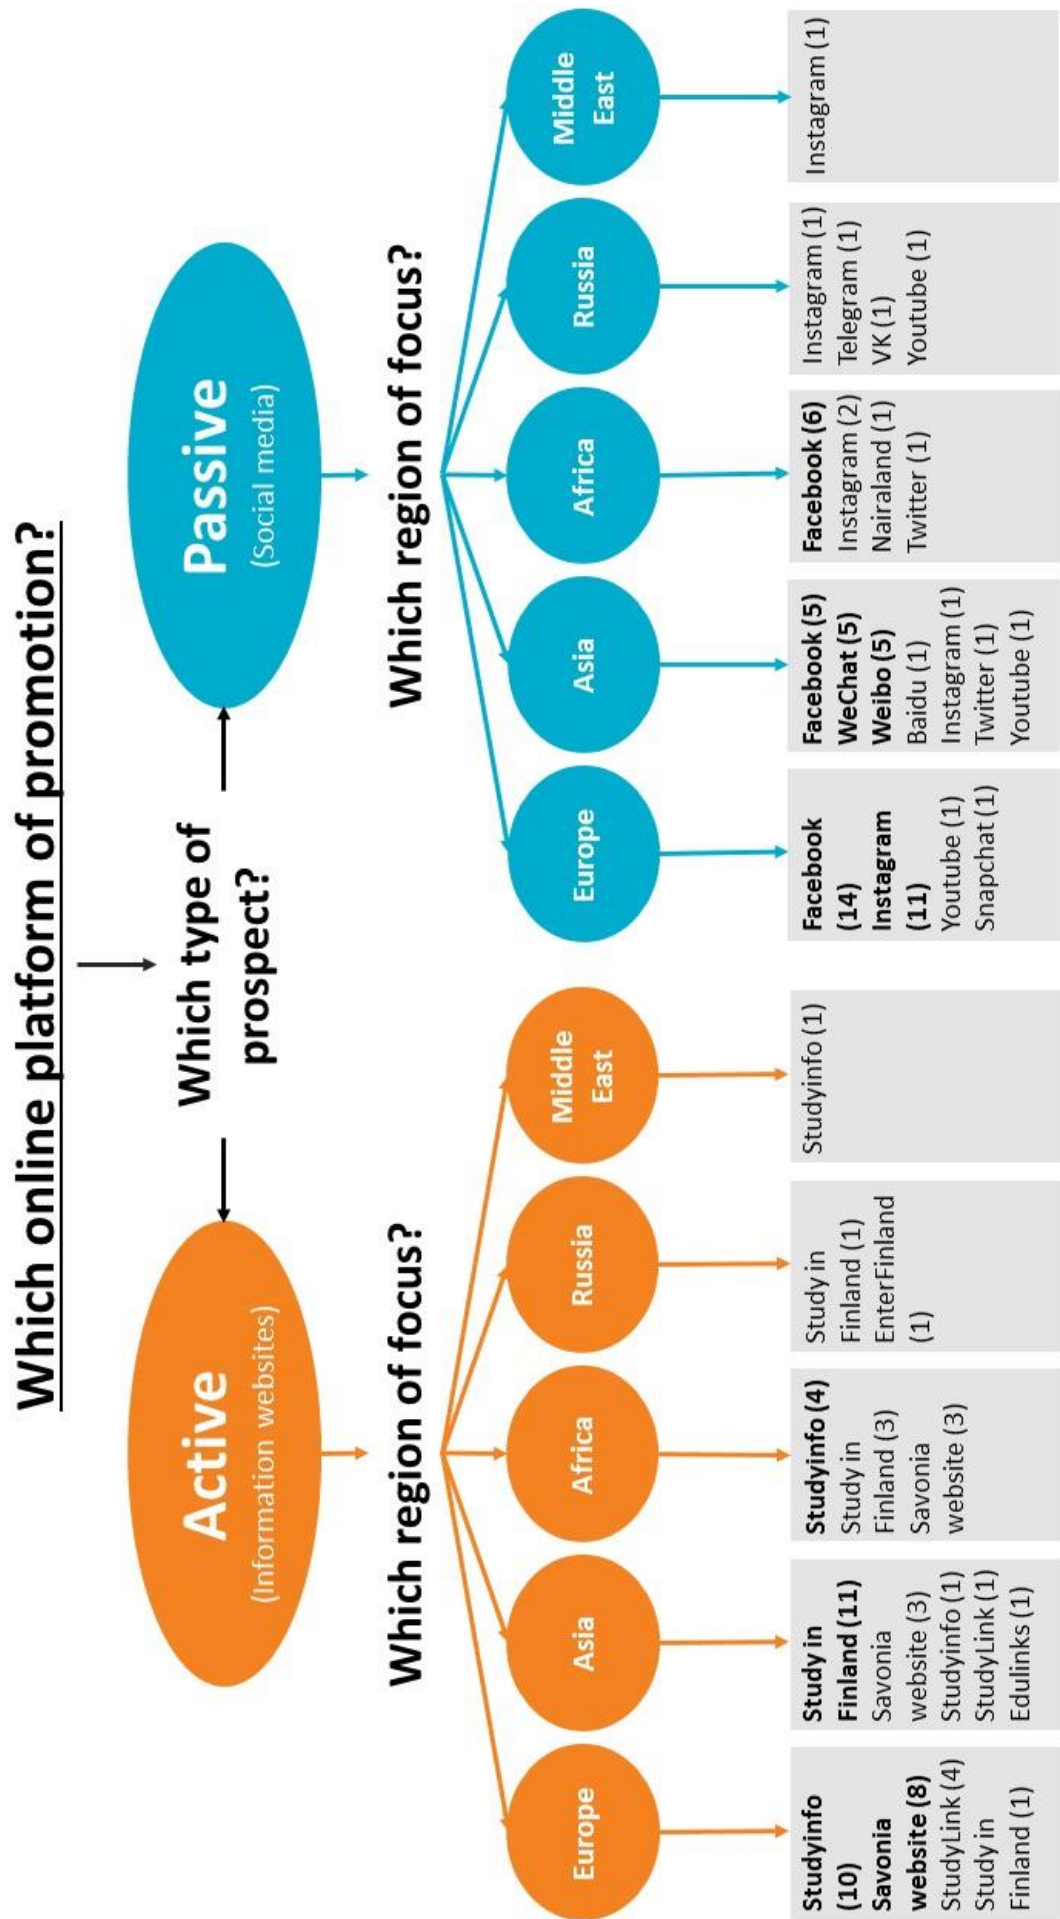 Which online platform of promotion?
Which type of
prospect?
Active
(Information websites)
Which region of focus?
Europe
Asia
Africa
Russia
Middle
East
Studyinfo
(10)
Savonia
website (8)
StudyLink (4)
Study in
Finland (1)
Study in
Finland (11)
Savonia
website (3)
Studyinfo (1)
StudyLink (1)
Edulinks (1)
Studyinfo (4)
Study in
Finland (3)
Savonia
website (3)
Study in
Finland (1)
EnterFinland
(1)
Studyinfo (1)
Passive
(Social media)
Which region of focus?
Europe
Asia
Africa
Russia
Middle
East
Facebook
(14)
Instagram
(11)
Youtube (1)
Snapchat (1)
Facebook (5)
WeChat (5)
Weibo (5)
Baidu (1)
Instagram (1)
Twitter (1)
Youtube (1)
Facebook (6)
Instagram (2)
Nairaland (1)
Twitter (1)
Instagram (1)
Telegram (1)
VK (1)
Youtube (1)
Instagram (1)